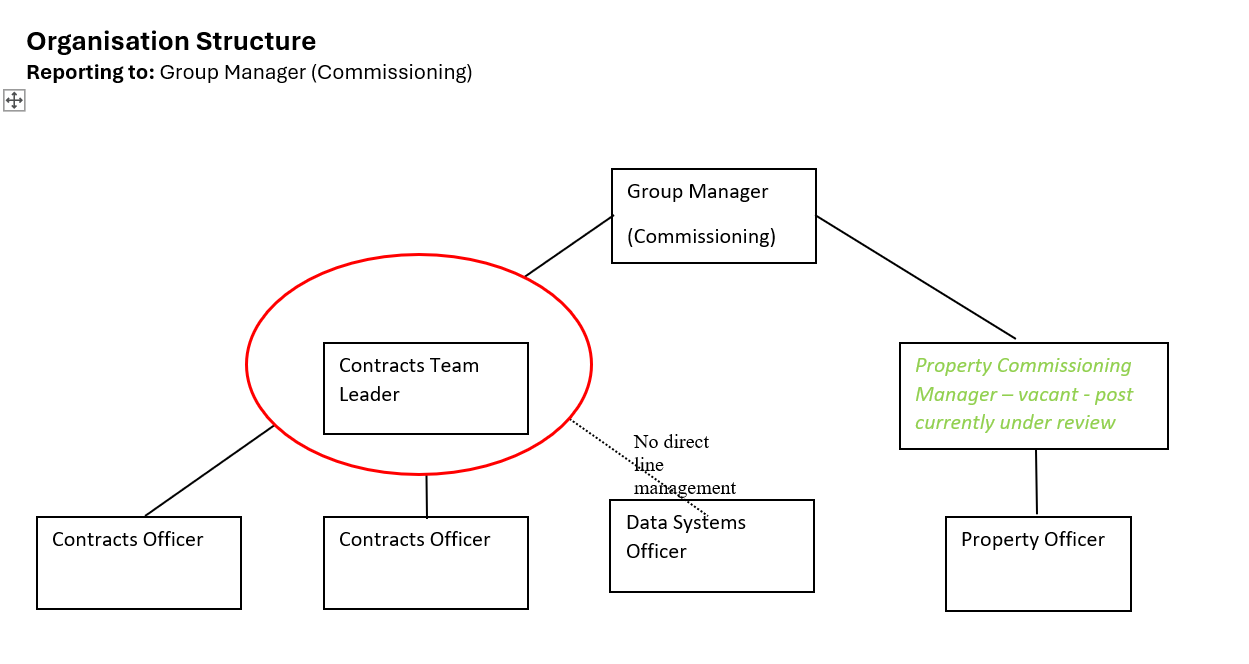 Organisation Structure
Reporting to: Group Manager (Commissioning)
Group Manager
(Commissioning)
Contracts Team
Leader
Property Commissioning
Manager – vacant - post
currently under review
No direct
line
management
Contracts Officer
Contracts Officer
Data Systems
Officer
Property Officer